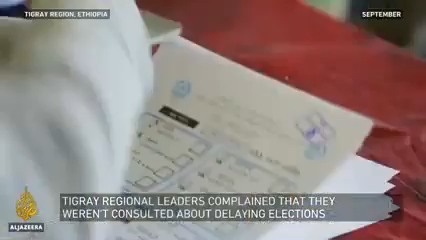 TIGRAY REGION, ETHIOPIA
SEPTEMBER
TIGRAY REGIONAL LEADERS COMPLAINED THAT THEY
WEREN'T CONSULTED ABOUT DELAYING ELECTIONS
ALJAZEERA